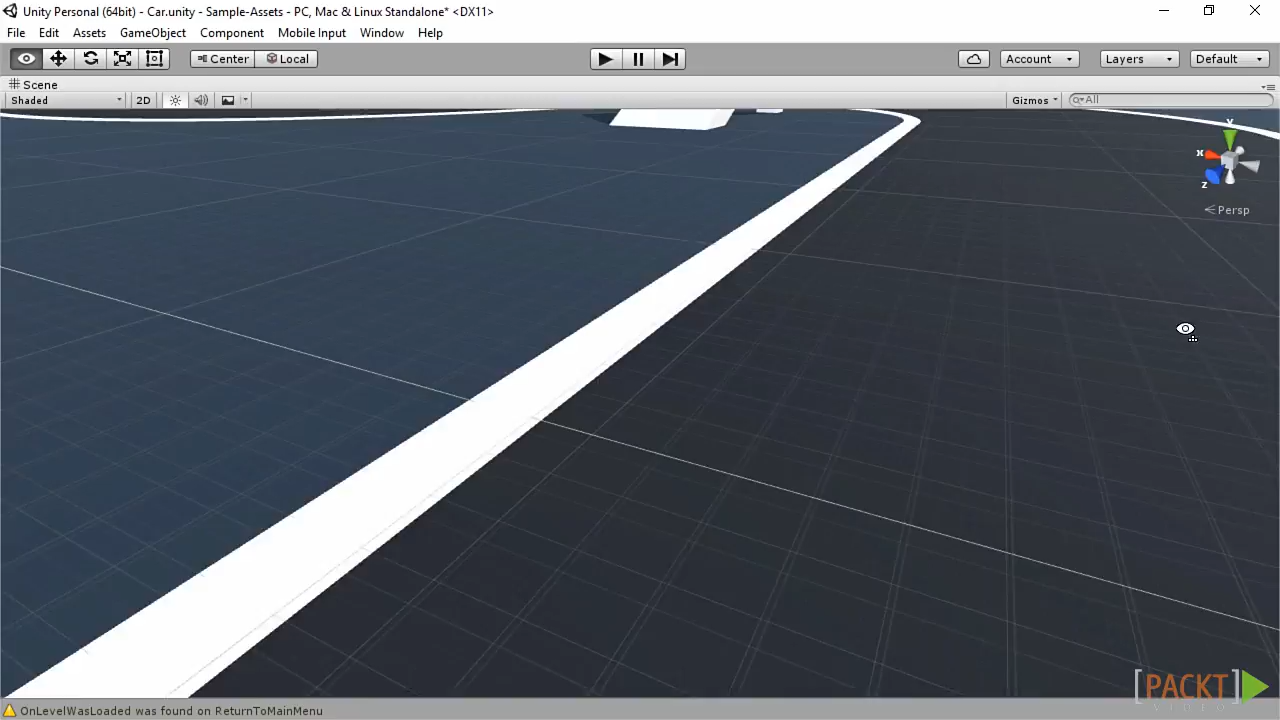 Unity Personal (64bit) - Car.unity - Sample-Assets - PC, Mac & Linux Standalone* <DX11>
File Edit Assets GameObject Component Mobile Input Window Help
Center Local Account Layers Default
Scene
Shaded 2D Gizmos All
y
x
z
Persp
[PACKT]
VIDEO
OnLevelWasLoaded was found on ReturnToMainMenu